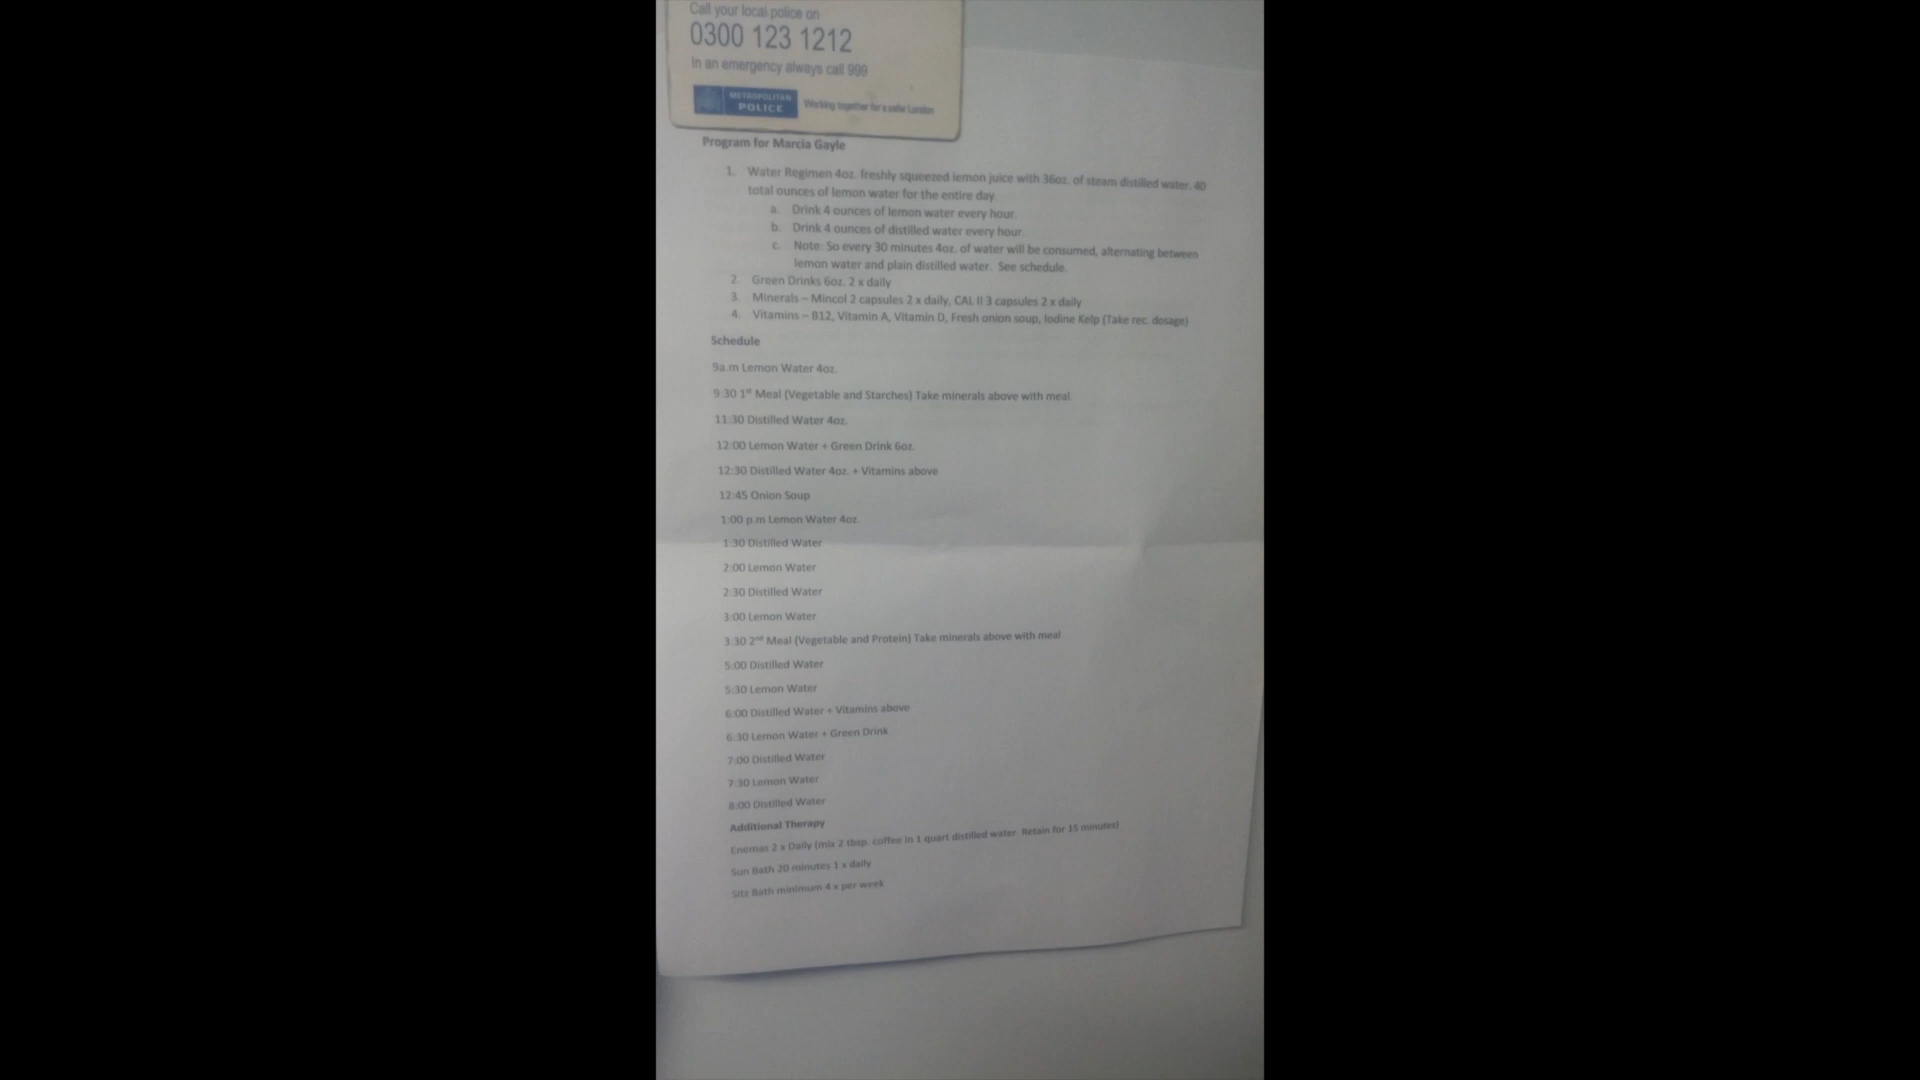 Call your local police on
0300 123 1212
In an emergency always call 999
METROPOLITAN
POLICE
Working together for a safer London
Program for Marcia Gayle
1. Water Regimen 4oz. freshly squeezed lemon juice with 36oz. of steam distilled water. 40
total ounces of lemon water for the entire day
a. Drink 4 ounces of lemon water every hour.
b. Drink 4 ounces of distilled water every hour.
c. Note: So every 30 minutes 4oz. of water will be consumed, alternating between
lemon water and plain distilled water. See schedule.
2. Green Drinks 6oz. 2 x daily
3. Minerals – Mincol 2 capsules 2 x daily, CAL II 3 capsules 2 x daily
4. Vitamins – B12, Vitamin A, Vitamin D, Fresh onion soup, Iodine Kelp (Take rec. dosage)
Schedule
9a.m Lemon Water 4oz.
9:30 1st Meal (Vegetable and Starches) Take minerals above with meal
11:30 Distilled Water 4oz.
12:00 Lemon Water + Green Drink 6oz.
12:30 Distilled Water 4oz. + Vitamins above
12:45 Onion Soup
1:00 p.m Lemon Water 4oz.
1:30 Distilled Water
2:00 Lemon Water
2:30 Distilled Water
3:00 Lemon Water
3:30 2nd Meal (Vegetable and Protein) Take minerals above with meal
5:00 Distilled Water
5:30 Lemon Water
6:00 Distilled Water + Vitamins above
6:30 Lemon Water + Green Drink
7:00 Distilled Water
7:30 Lemon Water
8:00 Distilled Water
Additional Therapy
Enemas 2 x Daily (mix 2 tbsp. coffee in 1 quart distilled water. Retain for 15 minutes)
Sun Bath 20 minutes 1 x daily
Sitz Bath minimum 4 x per week